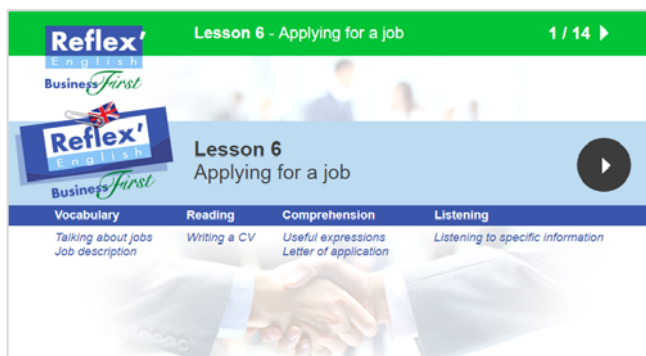 Reflex'
English
Business First
Lesson 6 - Applying for a job
1 / 14
Reflex'
English
Business First
Lesson 6
Applying for a job
Vocabulary Reading Comprehension Listening
Talking about jobs Writing a CV Useful expressions Listening to specific information
Job description Letter of application